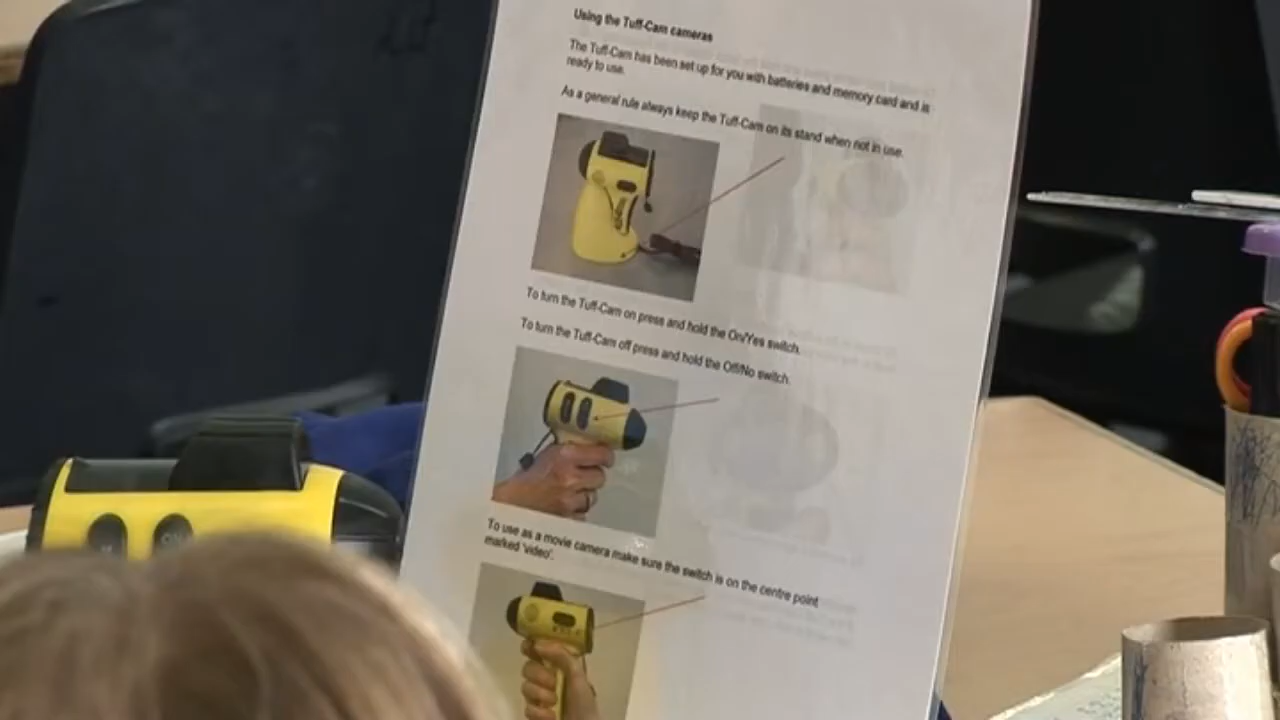 Using the Tuff-Cam cameras
The Tuff-Cam has been set up for you with batteries and memory card and is
ready to use.
As a general rule always keep the Tuff-Cam on its stand when not in use.
To turn the Tuff-Cam on press and hold the On/Yes switch.
To turn the Tuff-Cam off press and hold the Off/No switch.
To use as a movie camera make sure the switch is on the centre point
marked 'video'.